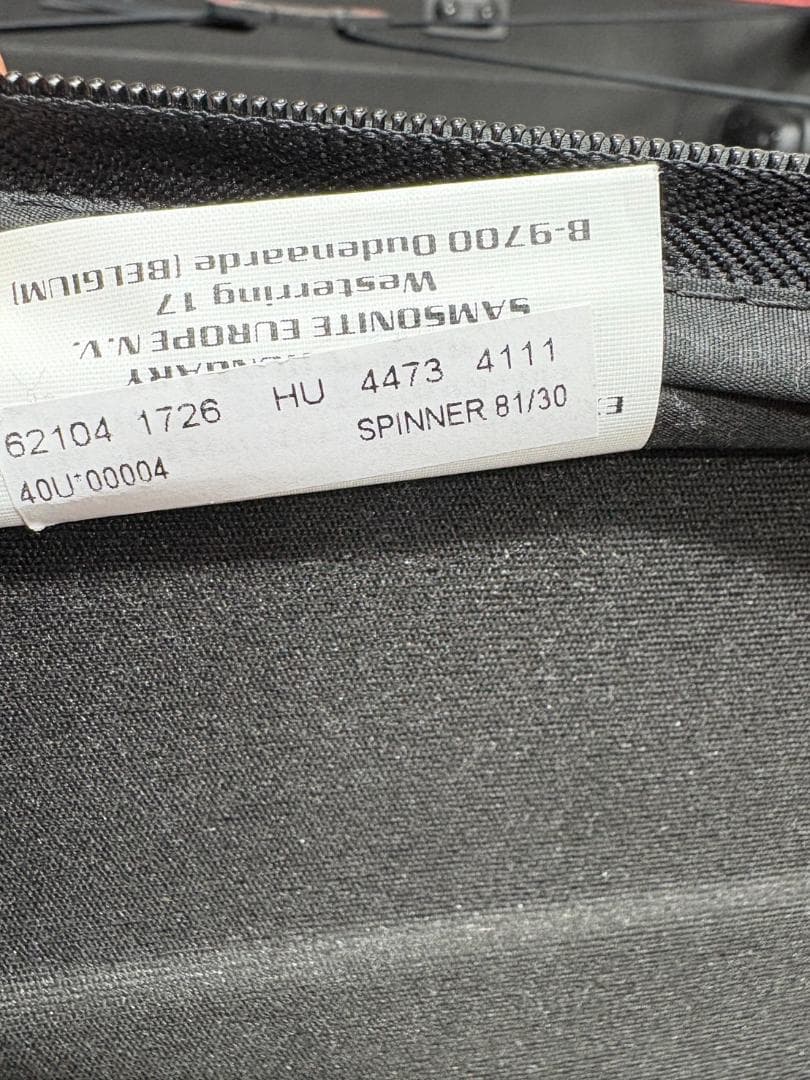 62104 1726 HU 4473 4111
40U*00004 SPINNER 81/30
SAMSONITE EUROPE N.V.
Westerring 17
B-9700 Oudenaarde (BELGIUM)